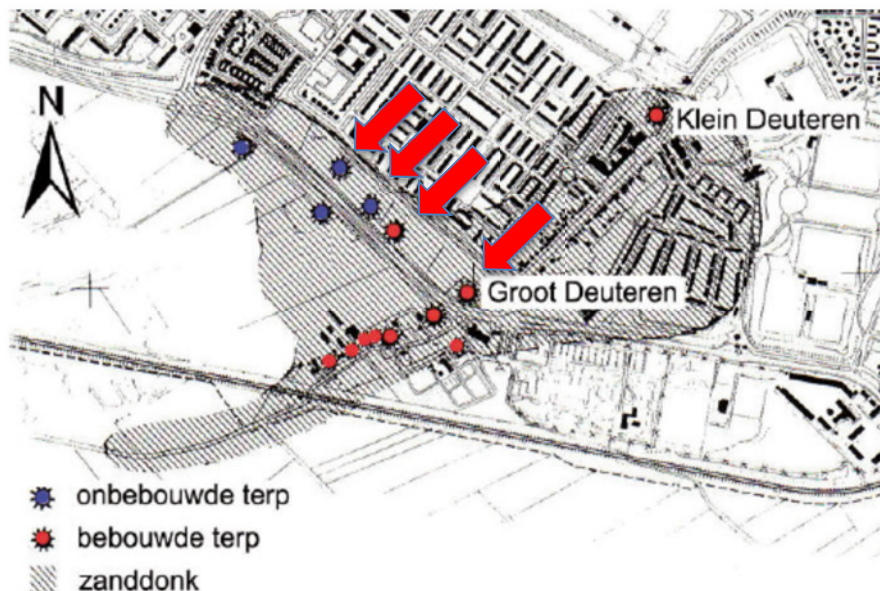 N
Klein Deuteren
Groot Deuteren
onbebouwde terp
bebouwde terp
zanddonk